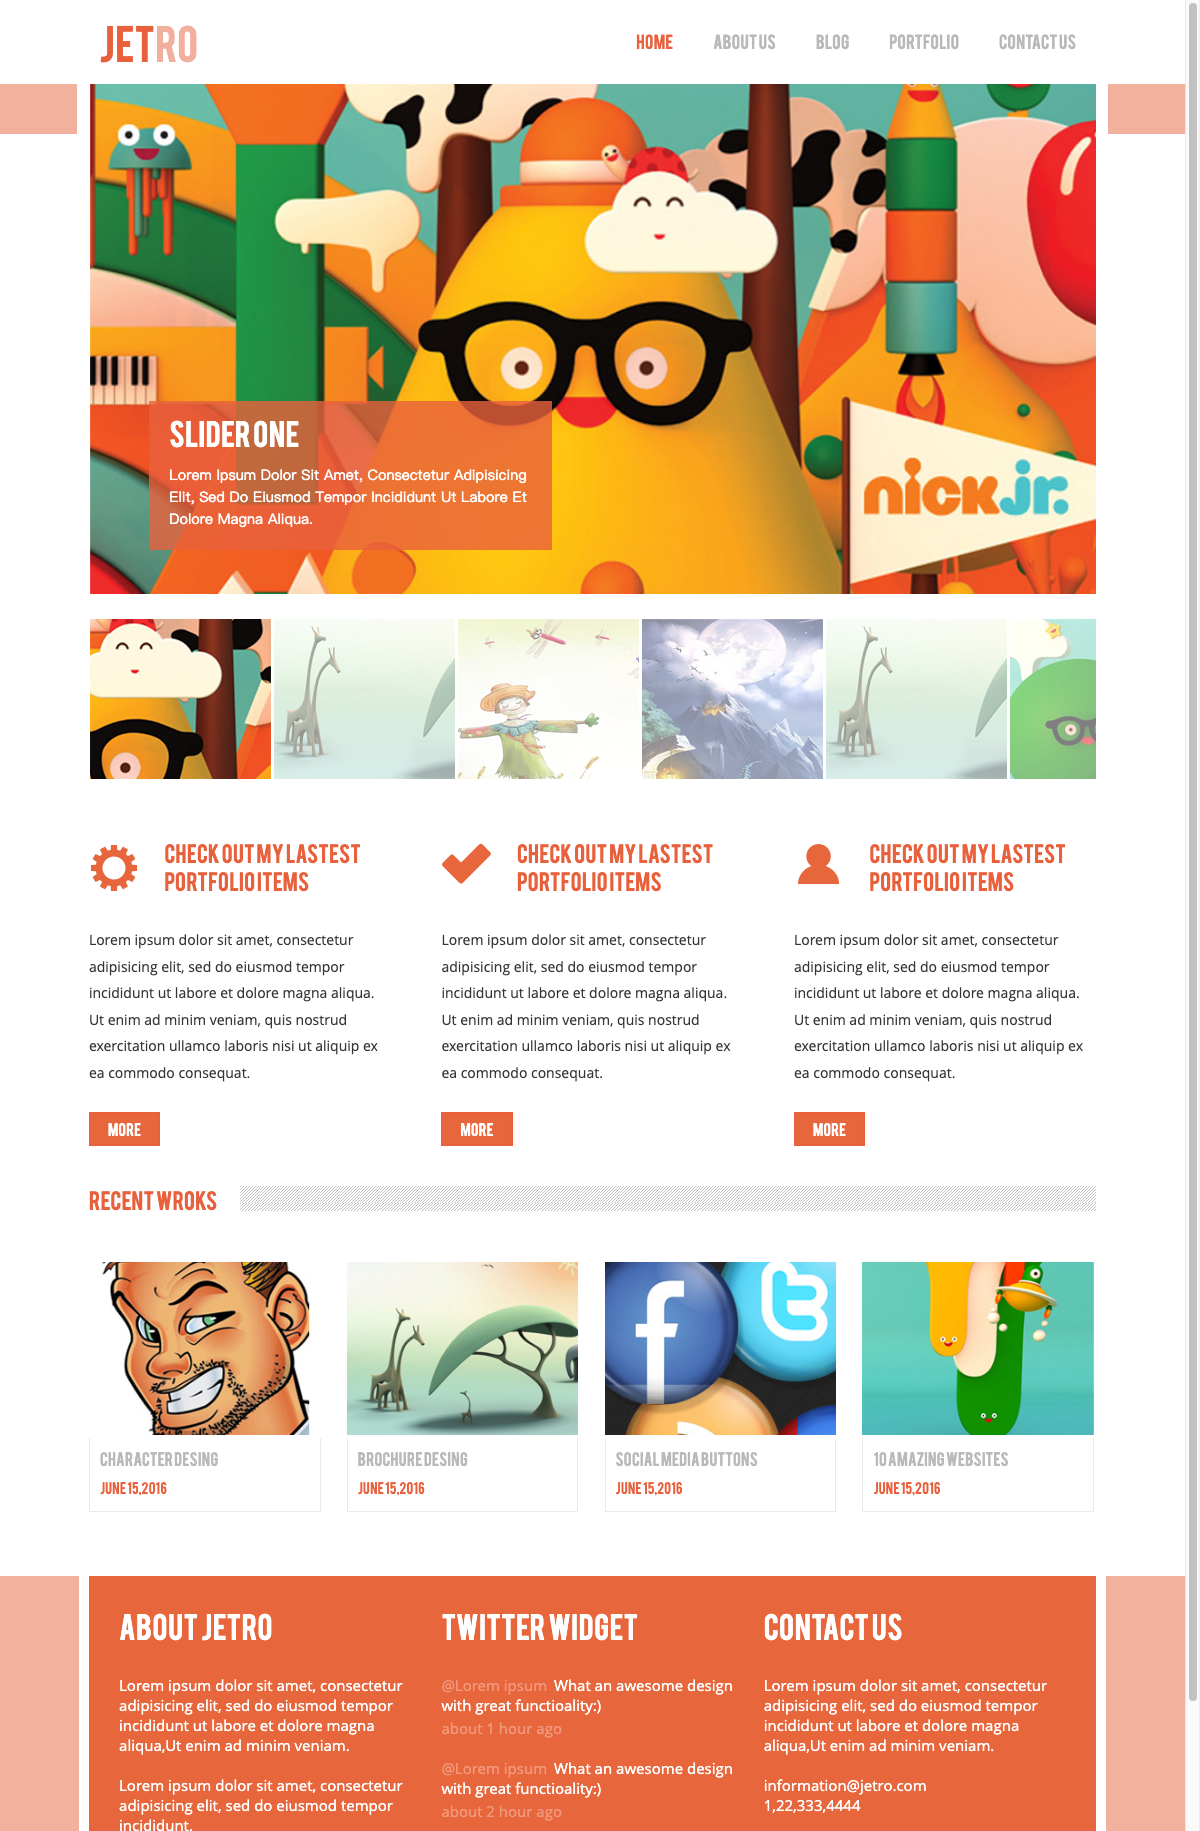 JETRO
HOME ABOUT US BLOG PORTFOLIO CONTACT US
nick jr.
SLIDER ONE
Lorem Ipsum Dolor Sit Amet, Consectetur Adipisicing
Elit, Sed Do Eiusmod Tempor Incididunt Ut Labore Et
Dolore Magna Aliqua.
CHECK OUT MY LASTEST
PORTFOLIO ITEMS
Lorem ipsum dolor sit amet, consectetur
adipisicing elit, sed do eiusmod tempor
incididunt ut labore et dolore magna aliqua.
Ut enim ad minim veniam, quis nostrud
exercitation ullamco laboris nisi ut aliquip ex
ea commodo consequat.
MORE
CHECK OUT MY LASTEST
PORTFOLIO ITEMS
Lorem ipsum dolor sit amet, consectetur
adipisicing elit, sed do eiusmod tempor
incididunt ut labore et dolore magna aliqua.
Ut enim ad minim veniam, quis nostrud
exercitation ullamco laboris nisi ut aliquip ex
ea commodo consequat.
MORE
CHECK OUT MY LASTEST
PORTFOLIO ITEMS
Lorem ipsum dolor sit amet, consectetur
adipisicing elit, sed do eiusmod tempor
incididunt ut labore et dolore magna aliqua.
Ut enim ad minim veniam, quis nostrud
exercitation ullamco laboris nisi ut aliquip ex
ea commodo consequat.
MORE
RECENT WROKS
CHARACTER DESING
JUNE 15,2016
BROCHURE DESING
JUNE 15,2016
f t
SOCIAL MEDIA BUTTONS
JUNE 15,2016
10 AMAZING WEBSITES
JUNE 15,2016
ABOUT JETRO
Lorem ipsum dolor sit amet, consectetur
adipisicing elit, sed do eiusmod tempor
incididunt ut labore et dolore magna
aliqua,Ut enim ad minim veniam.
Lorem ipsum dolor sit amet, consectetur
adipisicing elit, sed do eiusmod tempor
incididunt.
TWITTER WIDGET
@Lorem ipsum What an awesome design
with great functioality:)
about 1 hour ago
@Lorem ipsum What an awesome design
with great functioality:)
about 2 hour ago
CONTACT US
Lorem ipsum dolor sit amet, consectetur
adipisicing elit, sed do eiusmod tempor
incididunt ut labore et dolore magna
aliqua,Ut enim ad minim veniam.
information@jetro.com
1,22,333,4444